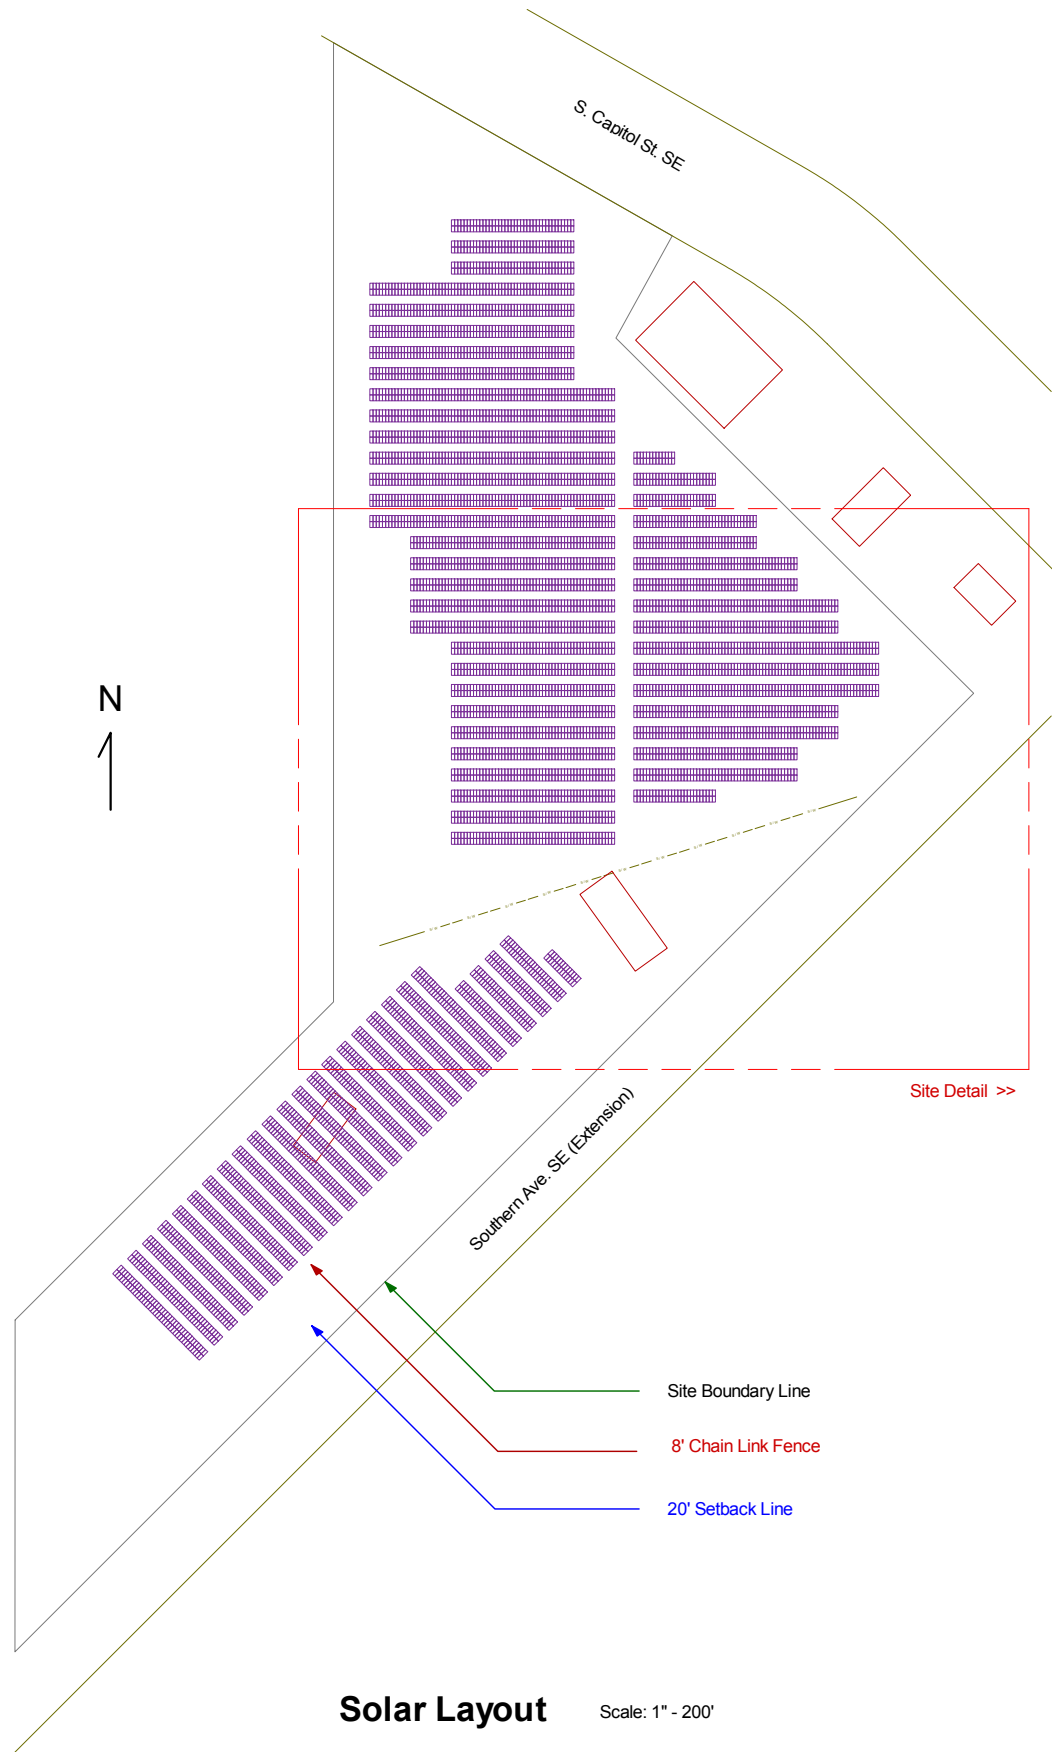 S. Capitol St. SE
N
Site Detail >>
Southern Ave. SE (Extension)
Site Boundary Line
8' Chain Link Fence
20' Setback Line
Solar Layout Scale: 1" - 200'